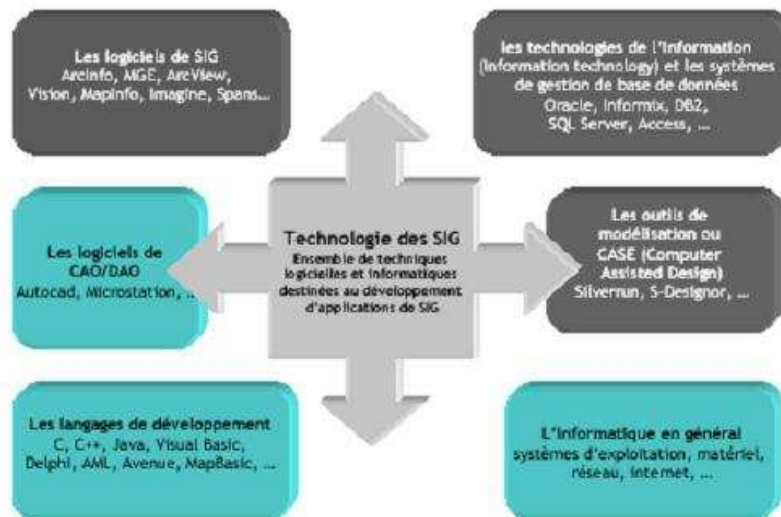 Les logiciels de SIG
ArcInfo, MGE, ArcView,
Vision, MapInfo, Imagine, Spans...
les technologies de l'Information
(Information technology) et les systèmes
de gestion de base de données
Oracle, Informix, DB2,
SQL Server, Access, ...
Les logiciels de
CAO/DAO
Autocad, Microstation, ...
Technologie des SIG
Ensemble de techniques
logicielles et informatiques
destinées au développement
d'applications de SIG
Les outils de
modélisation ou
CASE (Computer
Assisted Design)
Silverrun, S-Designor, ...
Les langages de développement
C, C++, Java, Visual Basic,
Delphi, AML, Avenue, MapBasic, ...
L'Informatique en général
systèmes d'exploitation, matériel,
réseau, Internet, ...